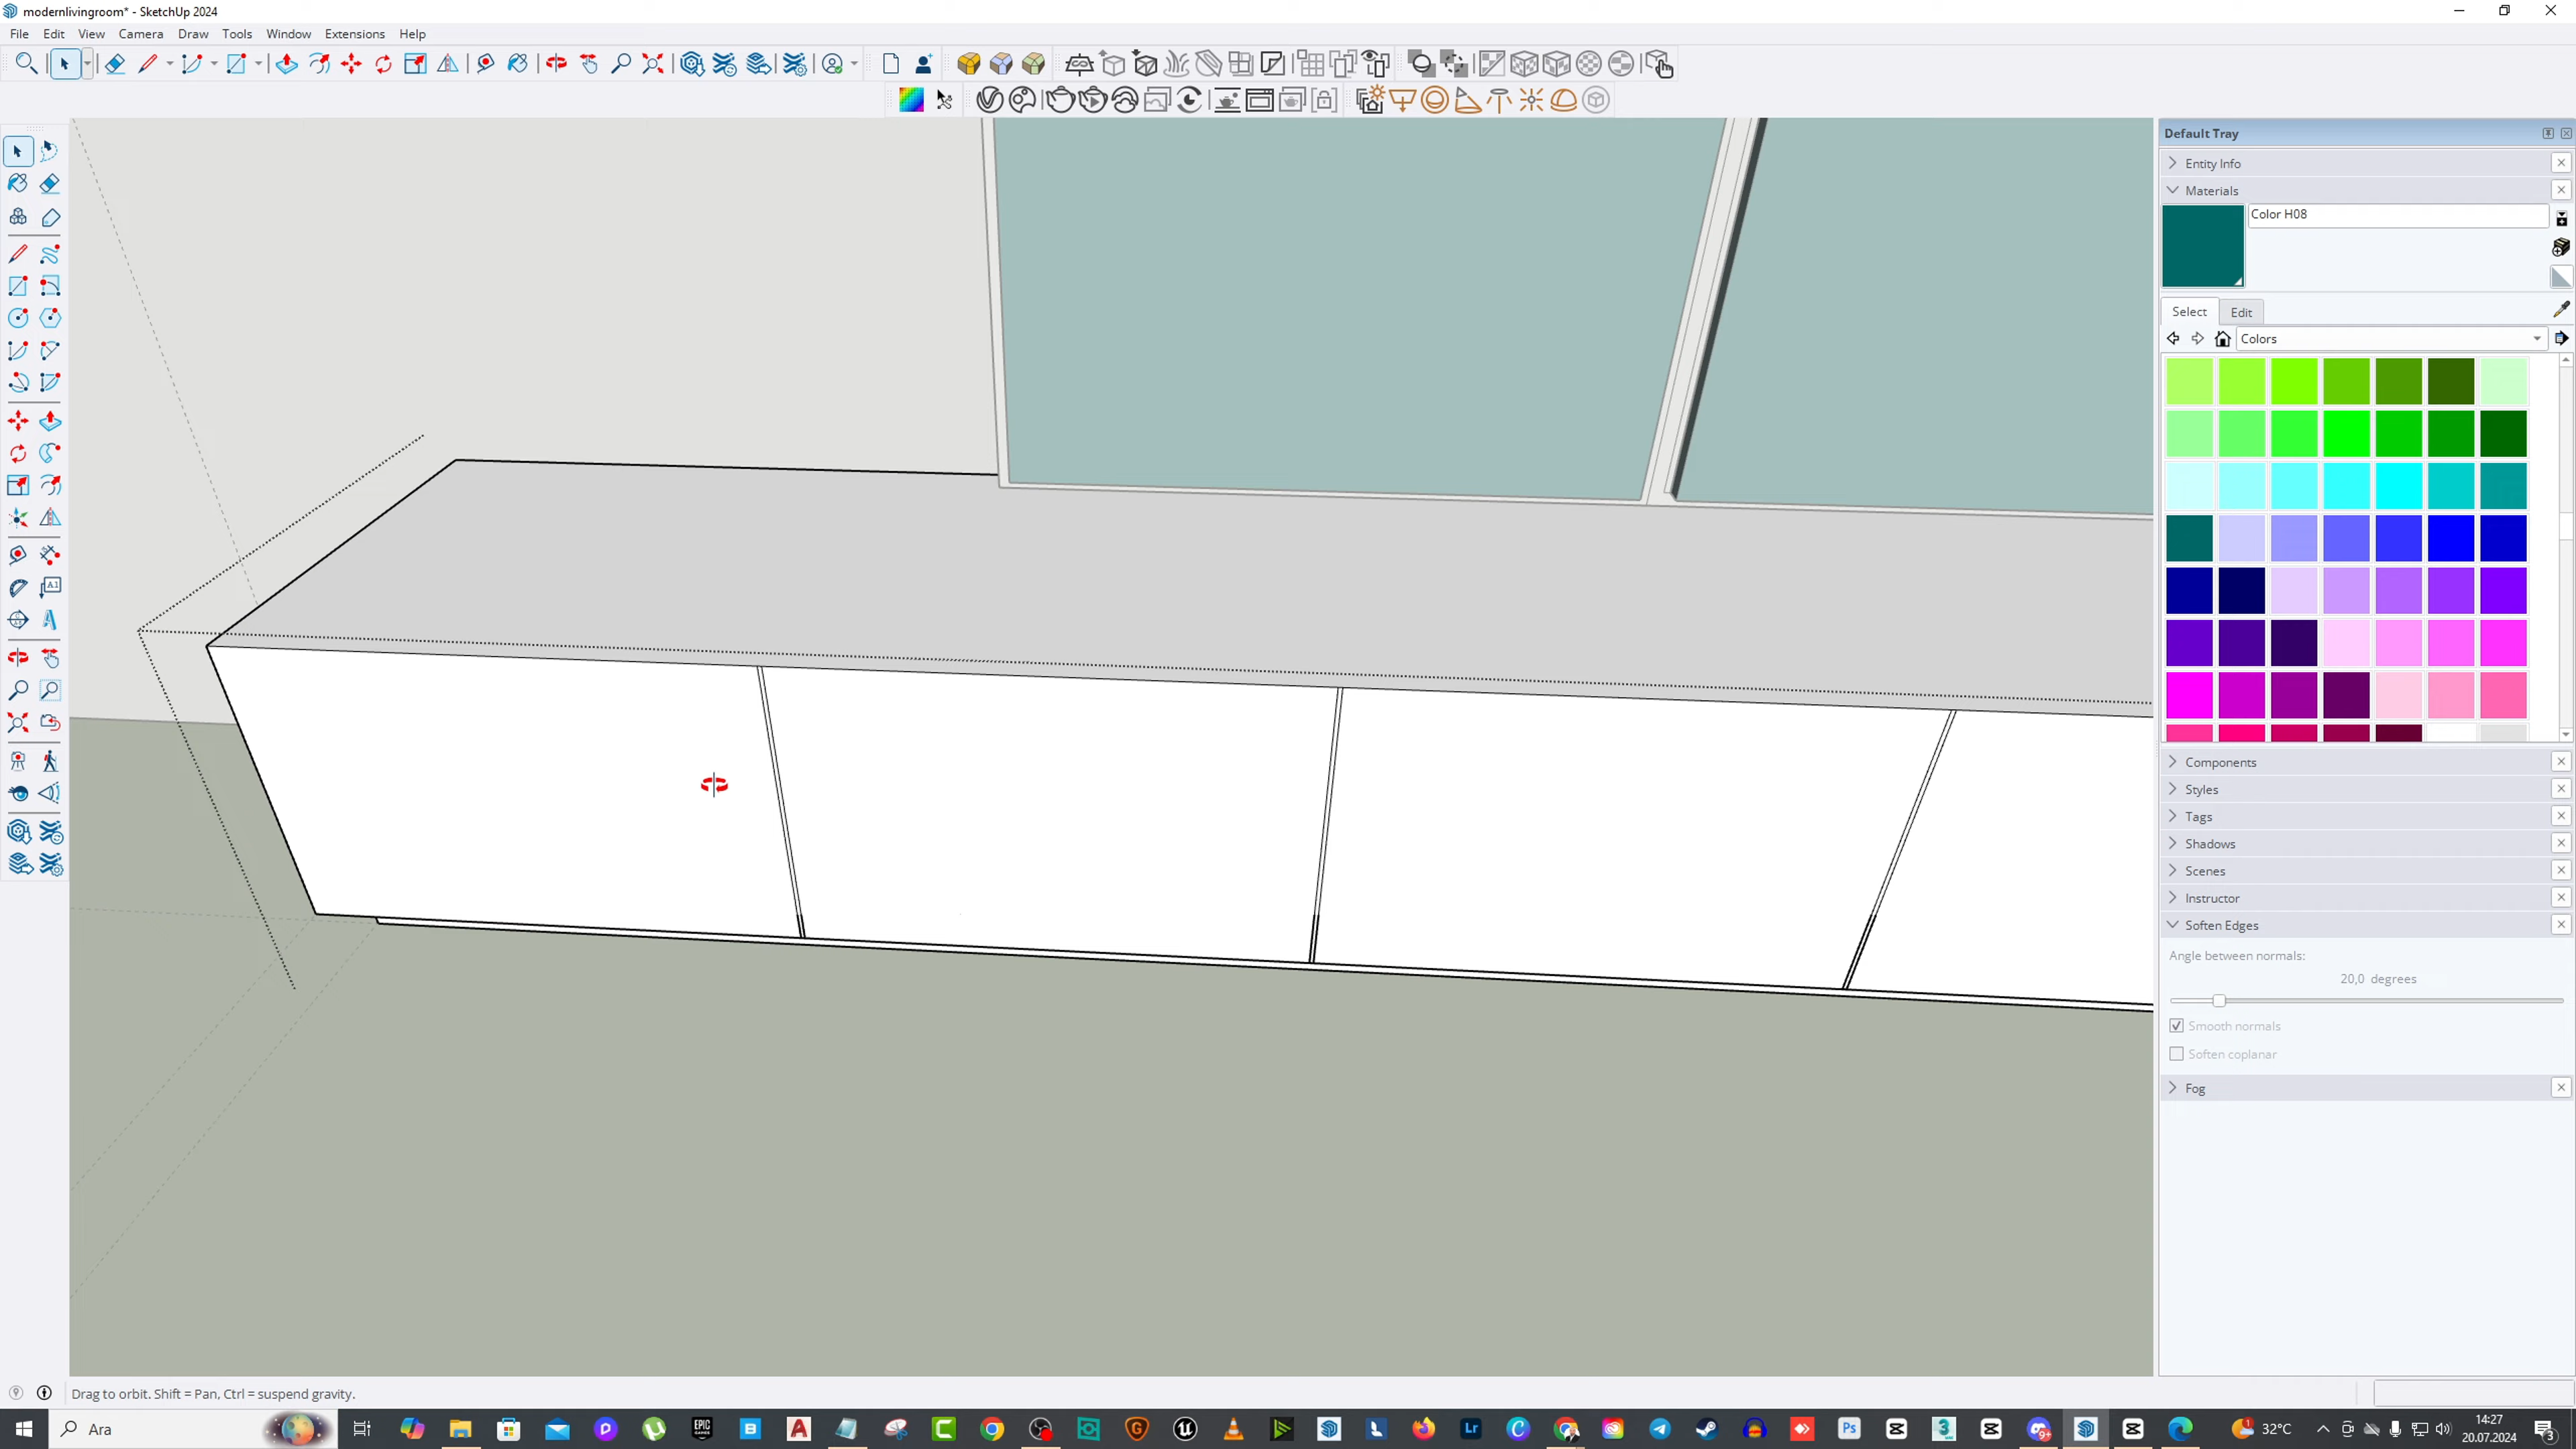 modernlivingroom* - SketchUp 2024
File Edit View Camera Draw Tools Window Extensions Help
Default Tray
Entity Info
Materials
Color H08
Select Edit
Colors
Components
Styles
Tags
Shadows
Scenes
Instructor
Soften Edges
Angle between normals:
20,0 degrees
Smooth normals
Soften coplanar
Fog
Drag to orbit. Shift = Pan, Ctrl = suspend gravity.
Ara
32°C
14:27
20.07.2024